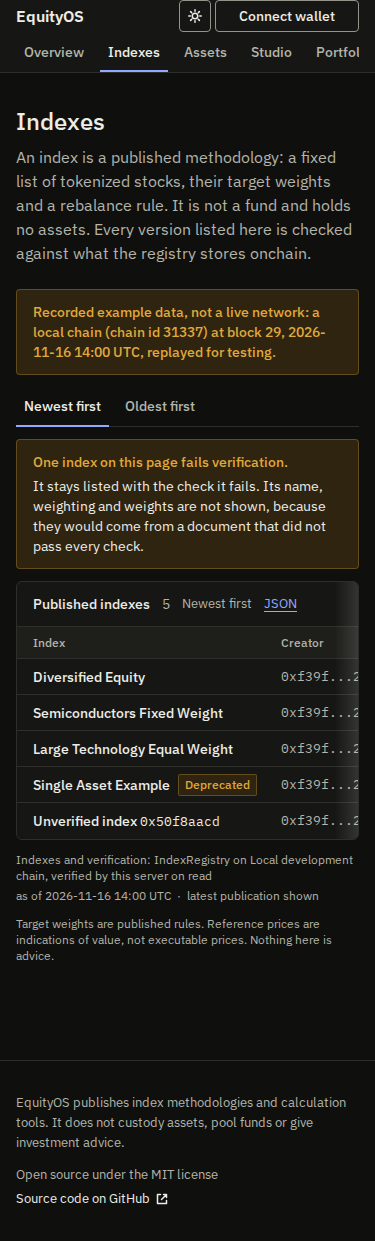 EquityOS
Connect wallet
Overview Indexes Assets Studio Portfol
Indexes
An index is a published methodology: a fixed
list of tokenized stocks, their target weights
and a rebalance rule. It is not a fund and holds
no assets. Every version listed here is checked
against what the registry stores onchain.
Recorded example data, not a live network: a
local chain (chain id 31337) at block 29, 2026-
11-16 14:00 UTC, replayed for testing.
Newest first Oldest first
One index on this page fails verification.
It stays listed with the check it fails. Its name,
weighting and weights are not shown, because
they would come from a document that did not
pass every check.
Published indexes 5 Newest first JSON
Index Creator
Diversified Equity 0xf39f...2
Semiconductors Fixed Weight 0xf39f...2
Large Technology Equal Weight 0xf39f...2
Single Asset Example Deprecated 0xf39f...2
Unverified index 0x50f8aacd 0xf39f...2
Indexes and verification: IndexRegistry on Local development
chain, verified by this server on read
as of 2026-11-16 14:00 UTC · latest publication shown
Target weights are published rules. Reference prices are
indications of value, not executable prices. Nothing here is
advice.
EquityOS publishes index methodologies and calculation
tools. It does not custody assets, pool funds or give
investment advice.
Open source under the MIT license
Source code on GitHub